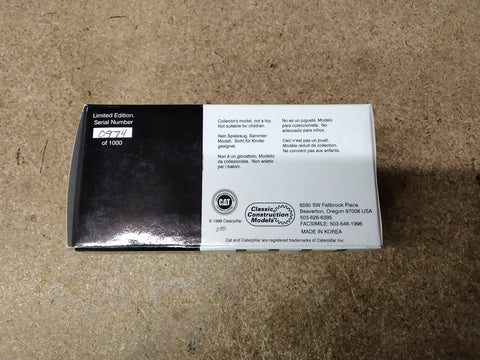 Limited Edition.
Serial Number
0974
of 1000
Collector's model, not a toy.
Not suitable for children.
Kein Spielzeug, Sammler-
Modell. Sicht für Kinder
geeignet.
Non è un giocattolo, Modello
da collezionista. Non adatto
per i babini.
No es un juguete, Modelo
para coleccionista. No
adecuado para niños.
Ceci n'est pas un jouet,
Modèle réduit de collection.
Ne convient pas aux enfants.
CAT
© 1999 Caterpillar
Classic
Construction
Models
6590 SW Fallbrook Place
Beaverton, Oregon 97008 USA
503-626-6395
FACSIMILE: 503-646-1996
MADE IN KOREA
Cat and Caterpillar are registered trademarks of Caterpillar Inc.